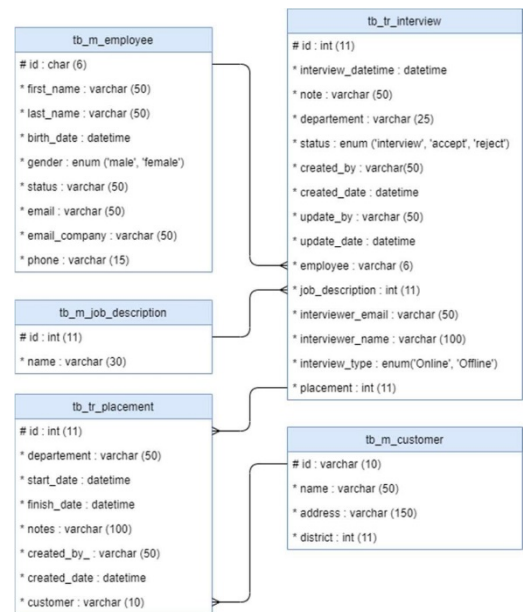 tb_m_employee
# id : char (6)
* first_name : varchar (50)
* last_name : varchar (50)
* birth_date : datetime
* gender : enum ('male', 'female')
* status : varchar (50)
* email : varchar (50)
* email_company : varchar (50)
* phone : varchar (15)
tb_m_job_description
# id : int (11)
* name : varchar (30)
tb_tr_placement
# id : int (11)
* departement : varchar (50)
* start_date : datetime
* finish_date : datetime
* notes : varchar (100)
* created_by_ : varchar (50)
* created_date : datetime
* customer : varchar (10)
tb_tr_interview
# id : int (11)
* interview_datetime : datetime
* note : varchar (50)
* departement : varchar (25)
* status : enum ('interview', 'accept', 'reject')
* created_by : varchar(50)
* created_date : datetime
* update_by : varchar (50)
* update_date : datetime
* employee : varchar (6)
* job_description : int (11)
* interviewer_email : varchar (50)
* interviewer_name : varchar (100)
* interview_type : enum('Online', 'Offline')
* placement : int (11)
tb_m_customer
# id : varchar (10)
* name : varchar (50)
* address : varchar (150)
* district : int (11)